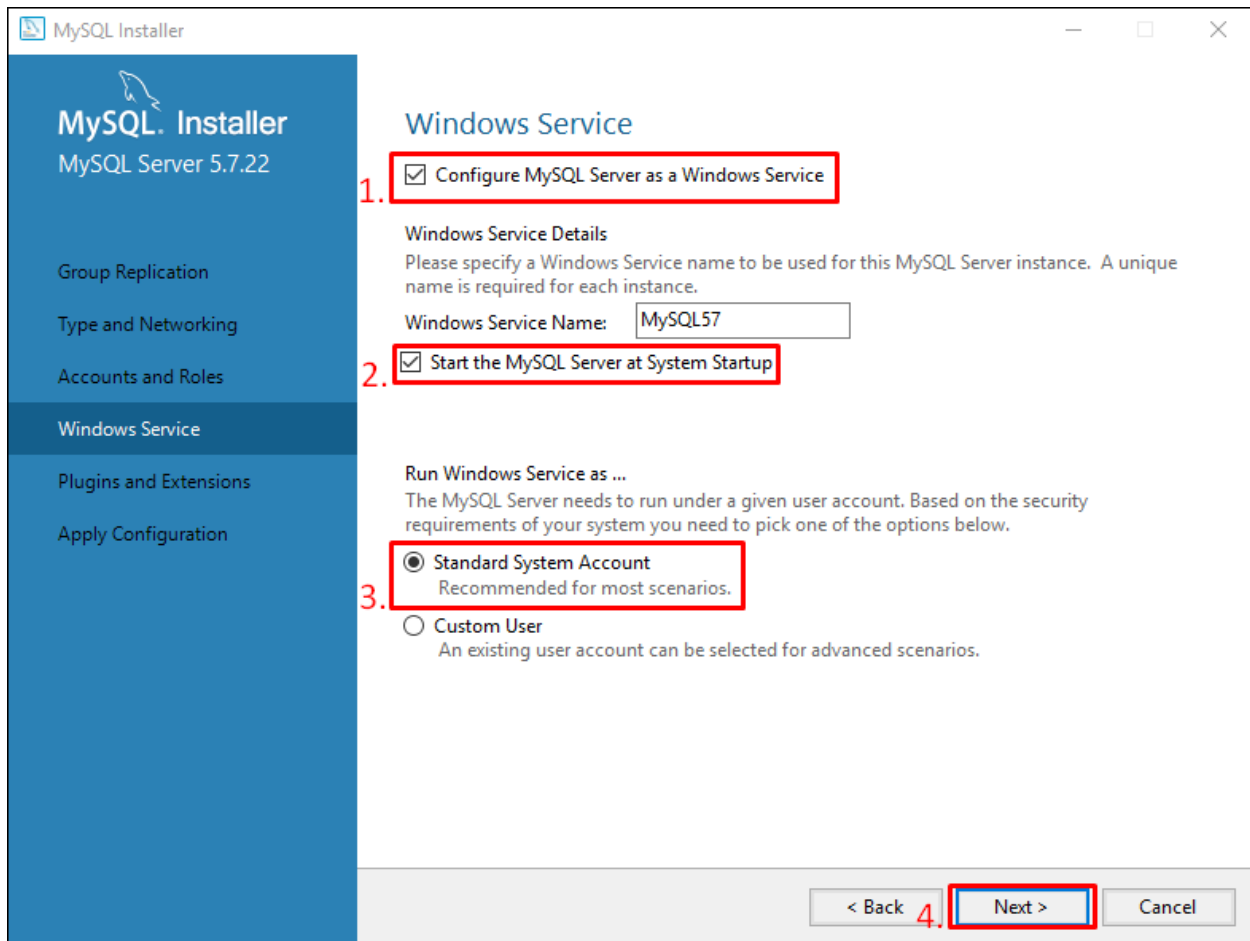 MySQL Installer
MySQL. Installer
MySQL Server 5.7.22
Group Replication
Type and Networking
Accounts and Roles
Windows Service
Plugins and Extensions
Apply Configuration
Windows Service
1. Configure MySQL Server as a Windows Service
Windows Service Details
Please specify a Windows Service name to be used for this MySQL Server instance. A unique
name is required for each instance.
Windows Service Name: MySQL57
2. Start the MySQL Server at System Startup
Run Windows Service as ...
The MySQL Server needs to run under a given user account. Based on the security
requirements of your system you need to pick one of the options below.
Standard System Account
3. Recommended for most scenarios.
Custom User
An existing user account can be selected for advanced scenarios.
< Back 4. Next > Cancel